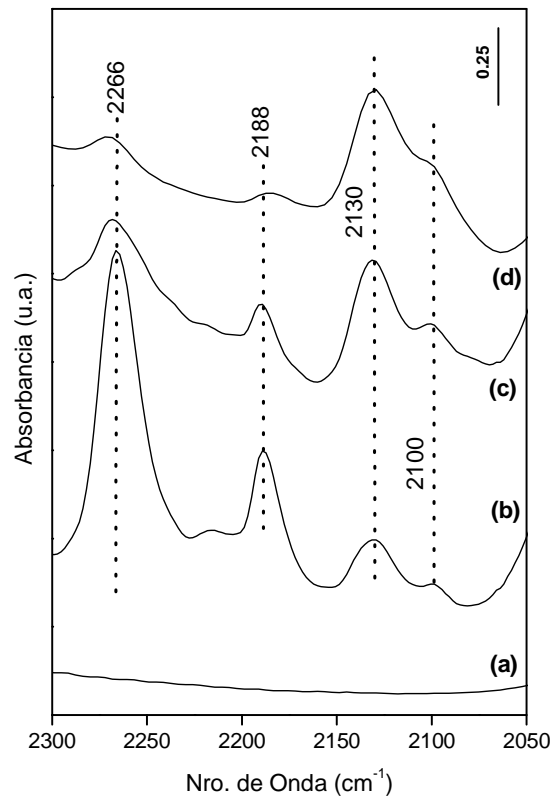 0.25
2266
2188
2130
2100
(d)
(c)
(b)
(a)
Absorbancia (u.a.)
2300 2250 2200 2150 2100 2050
Nro. de Onda (cm⁻¹)